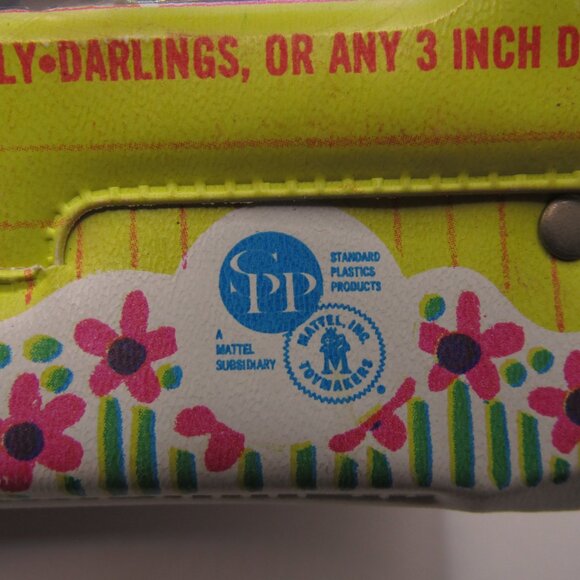 LY•DARLINGS, OR ANY 3 INCH D
SPP
STANDARD
PLASTICS
PRODUCTS
A
MATTEL
SUBSIDIARY
MATTEL, INC.
M
TOYMAKERS
®